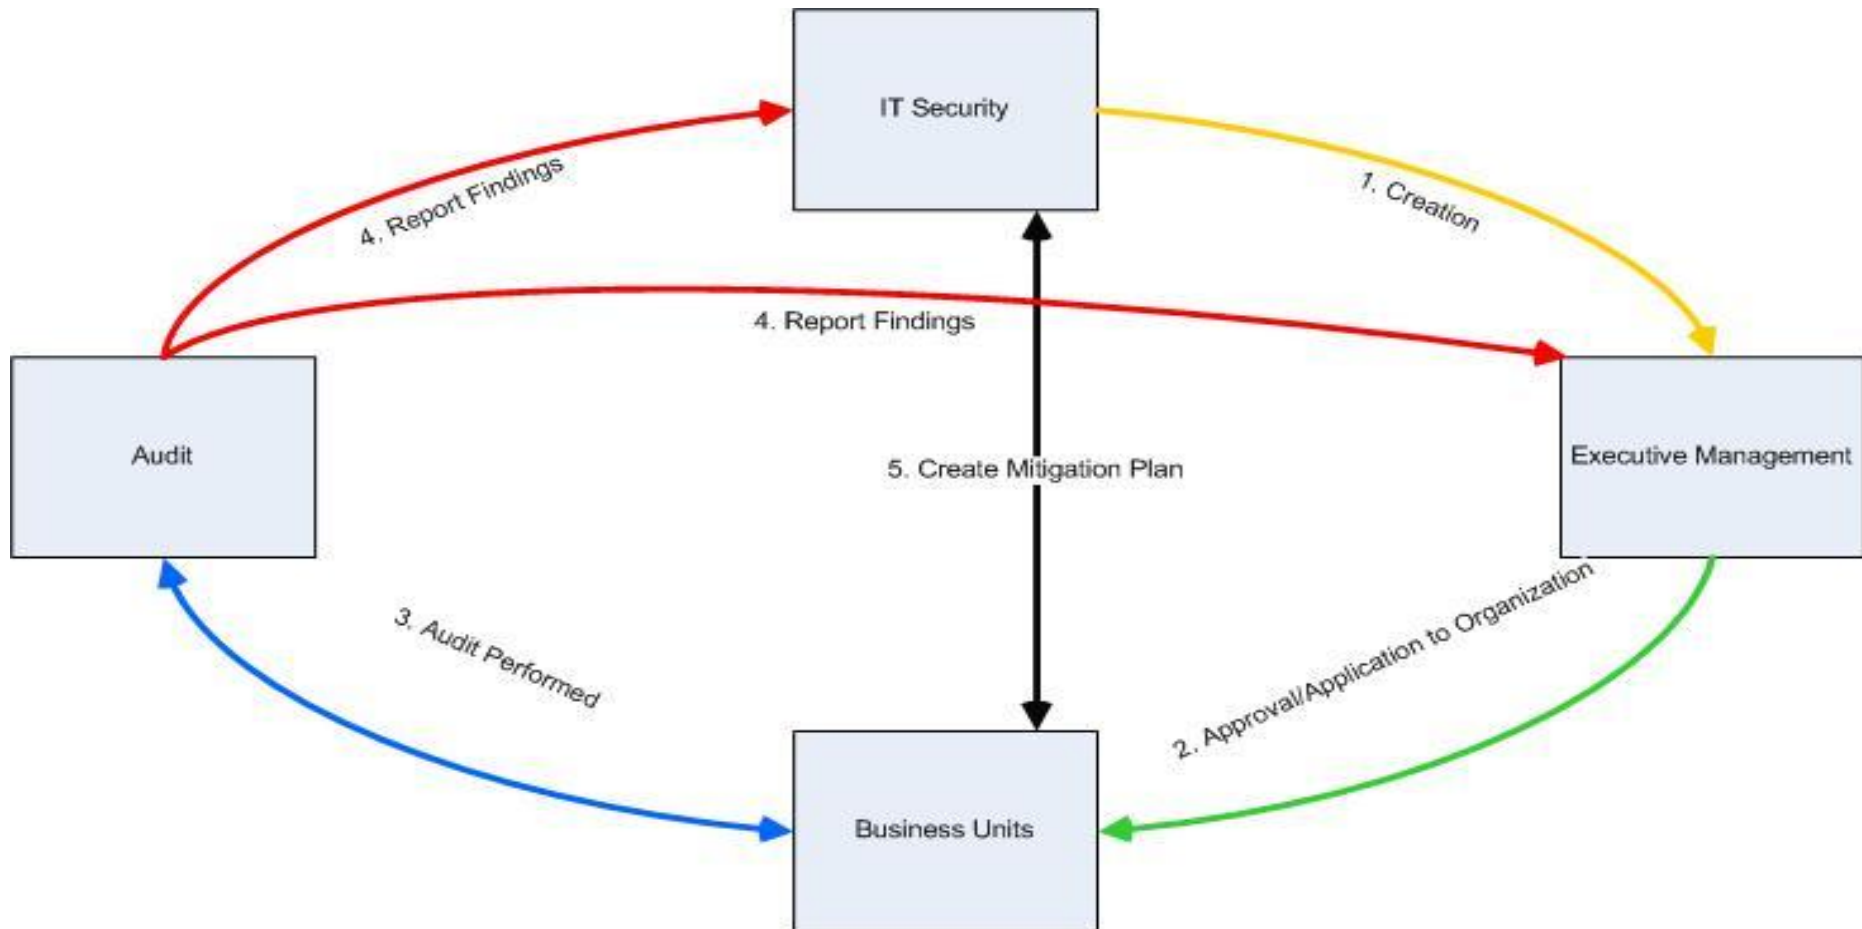 IT Security
1. Creation
4. Report Findings
4. Report Findings
Audit
Executive Management
5. Create Mitigation Plan
2. Approval/Application to Organization
3. Audit Performed
Business Units